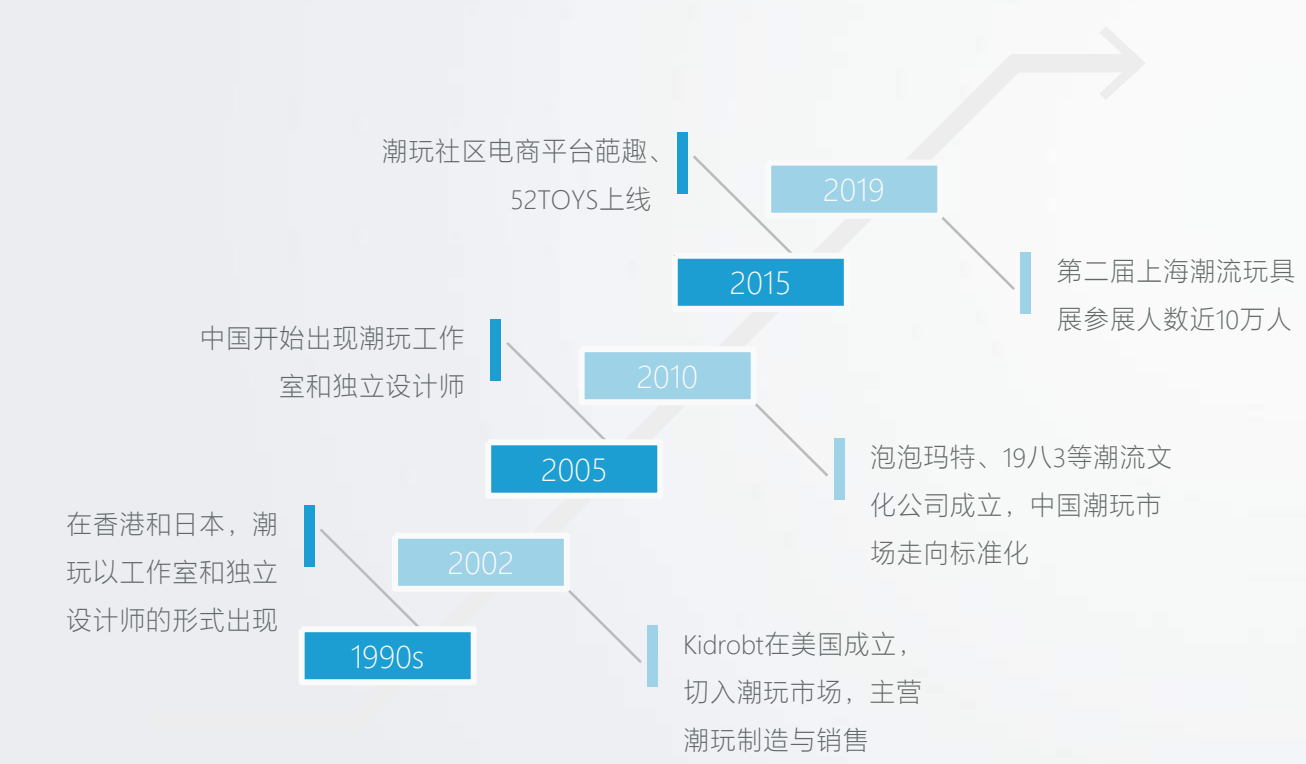 潮玩社区电商平台葩趣、
52TOYS上线
2019
2015
第二届上海潮流玩具
展参展人数近10万人
中国开始出现潮玩工作
室和独立设计师
2010
2005
泡泡玛特、19八3等潮流文
化公司成立，中国潮玩市
场走向标准化
在香港和日本，潮
玩以工作室和独立
设计师的形式出现
2002
1990s
Kidrobt在美国成立，
切入潮玩市场，主营
潮玩制造与销售